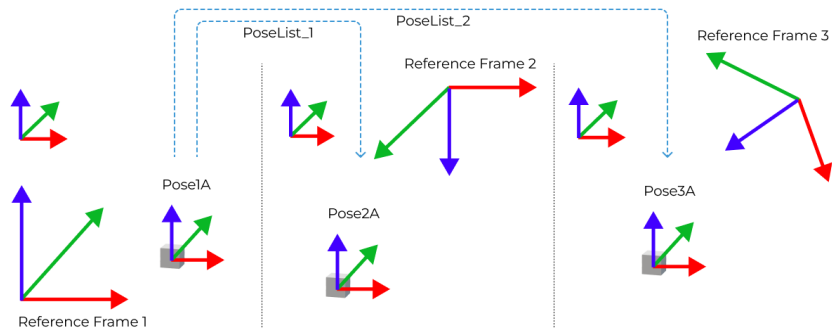 PoseList_2
PoseList_1
Reference Frame 3
Reference Frame 2
Pose1A
Pose3A
Pose2A
Reference Frame 1